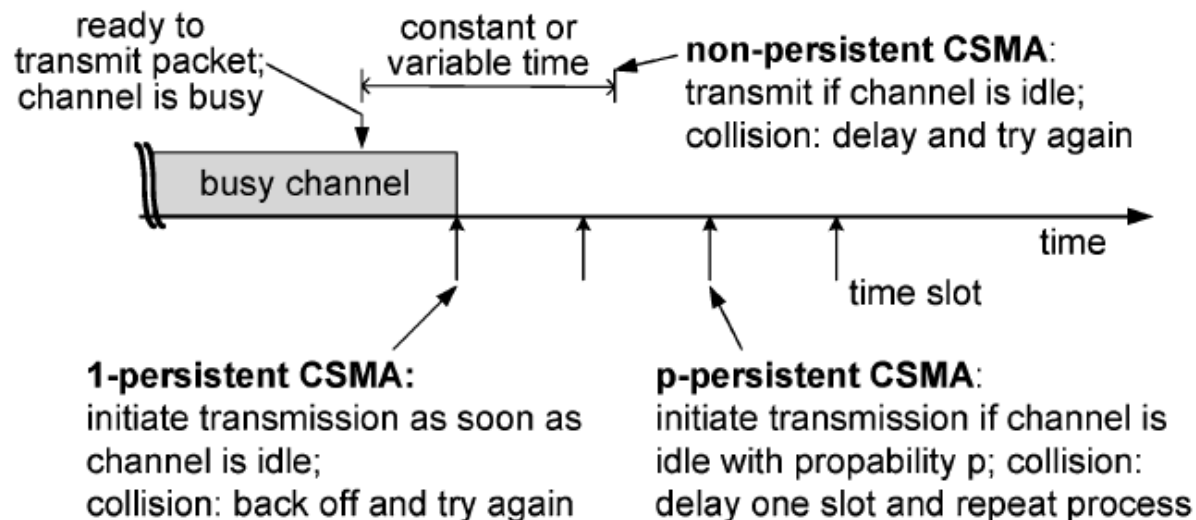 ready to
transmit packet;
channel is busy
constant or
variable time
non-persistent CSMA:
transmit if channel is idle;
collision: delay and try again
busy channel
time
time slot
1-persistent CSMA:
initiate transmission as soon as
channel is idle;
collision: back off and try again
p-persistent CSMA:
initiate transmission if channel is
idle with propability p; collision:
delay one slot and repeat process